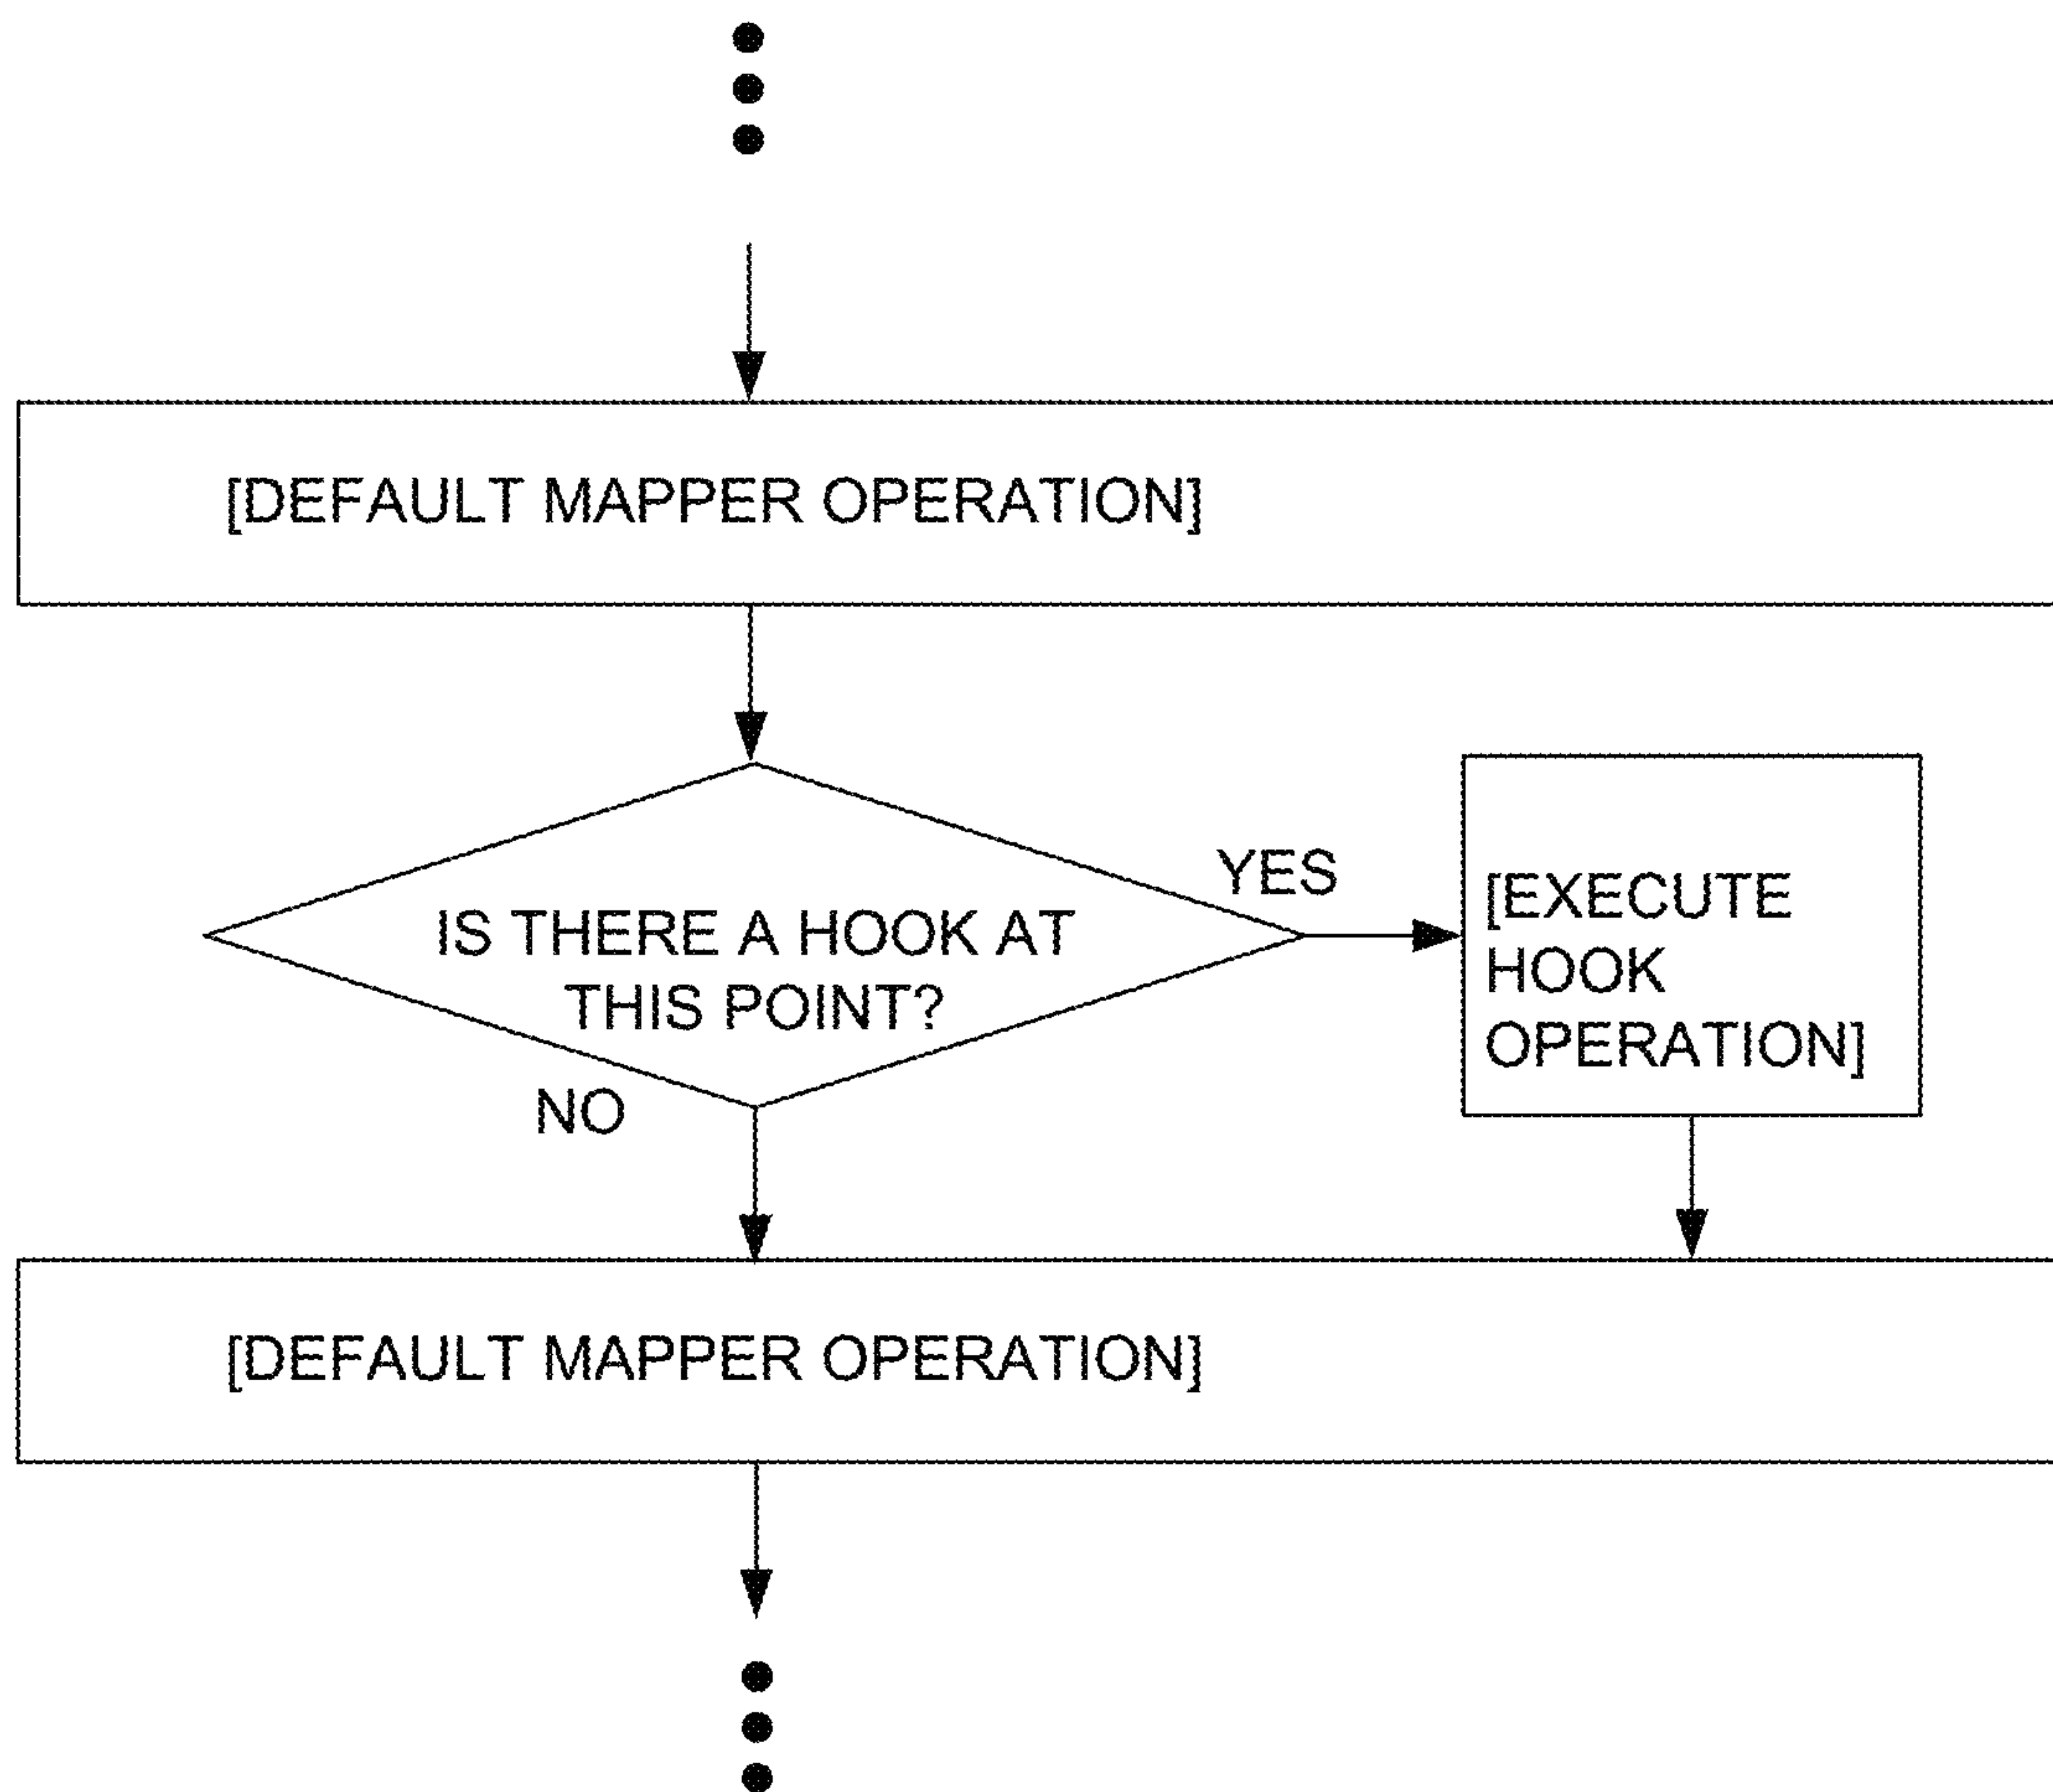 [DEFAULT MAPPER OPERATION]
IS THERE A HOOK AT
THIS POINT?
YES
[EXECUTE
HOOK
OPERATION]
NO
[DEFAULT MAPPER OPERATION]